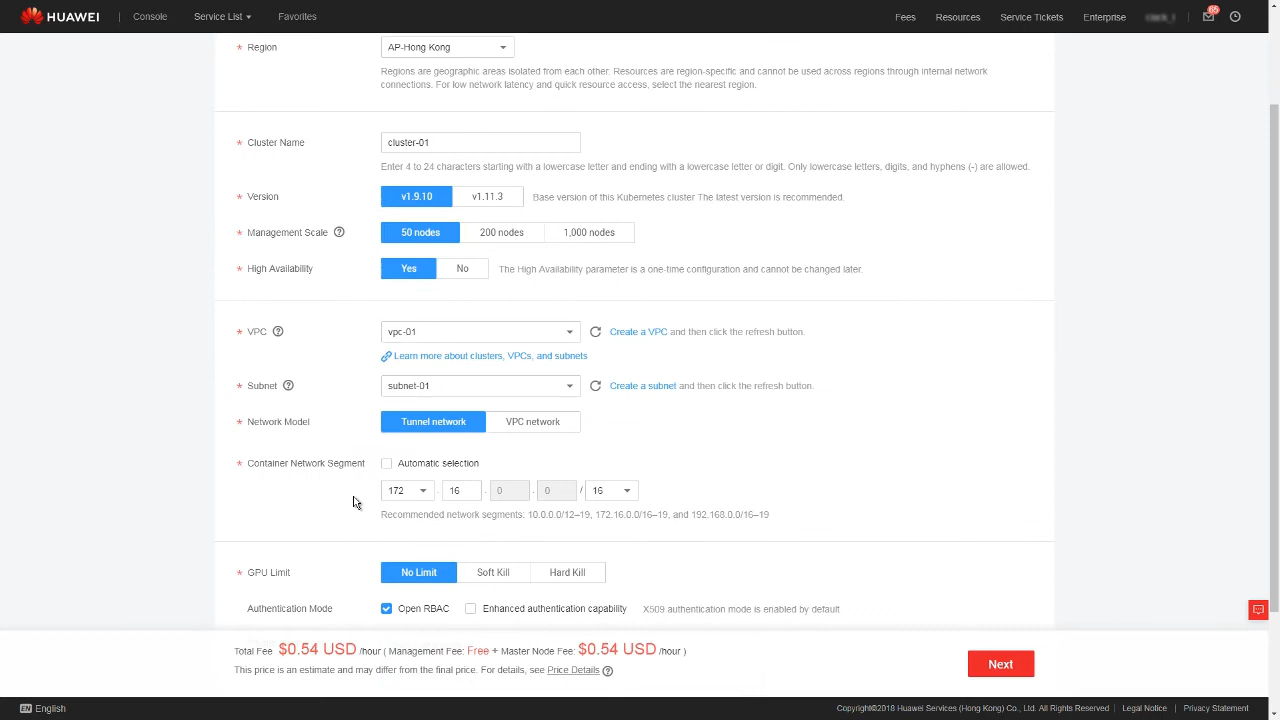 HUAWEI Console Service List Favorites Fees Resources Service Tickets Enterprise 65
* Region AP-Hong Kong
Regions are geographic areas isolated from each other. Resources are region-specific and cannot be used across regions through internal network
connections. For low network latency and quick resource access, select the nearest region.
* Cluster Name cluster-01
Enter 4 to 24 characters starting with a lowercase letter and ending with a lowercase letter or digit. Only lowercase letters, digits, and hyphens (-) are allowed.
* Version v1.9.10 v1.11.3 Base version of this Kubernetes cluster The latest version is recommended.
* Management Scale ? 50 nodes 200 nodes 1,000 nodes
* High Availability Yes No The High Availability parameter is a one-time configuration and cannot be changed later.
* VPC ? vpc-01 Create a VPC and then click the refresh button.
Learn more about clusters, VPCs, and subnets
* Subnet ? subnet-01 Create a subnet and then click the refresh button.
* Network Model Tunnel network VPC network
* Container Network Segment Automatic selection
172 . 16 . 0 . 0 / 16
Recommended network segments: 10.0.0.0/12–19, 172.16.0.0/16–19, and 192.168.0.0/16–19
* GPU Limit No Limit Soft Kill Hard Kill
Authentication Mode Open RBAC Enhanced authentication capability X509 authentication mode is enabled by default
Total Fee: $0.54 USD /hour ( Management Fee: Free + Master Node Fee: $0.54 USD /hour )
This price is an estimate and may differ from the final price. For details, see Price Details ?
Next
EN English Copyright©2018 Huawei Services (Hong Kong) Co., Ltd. All Rights Reserved Legal Notice Privacy Statement